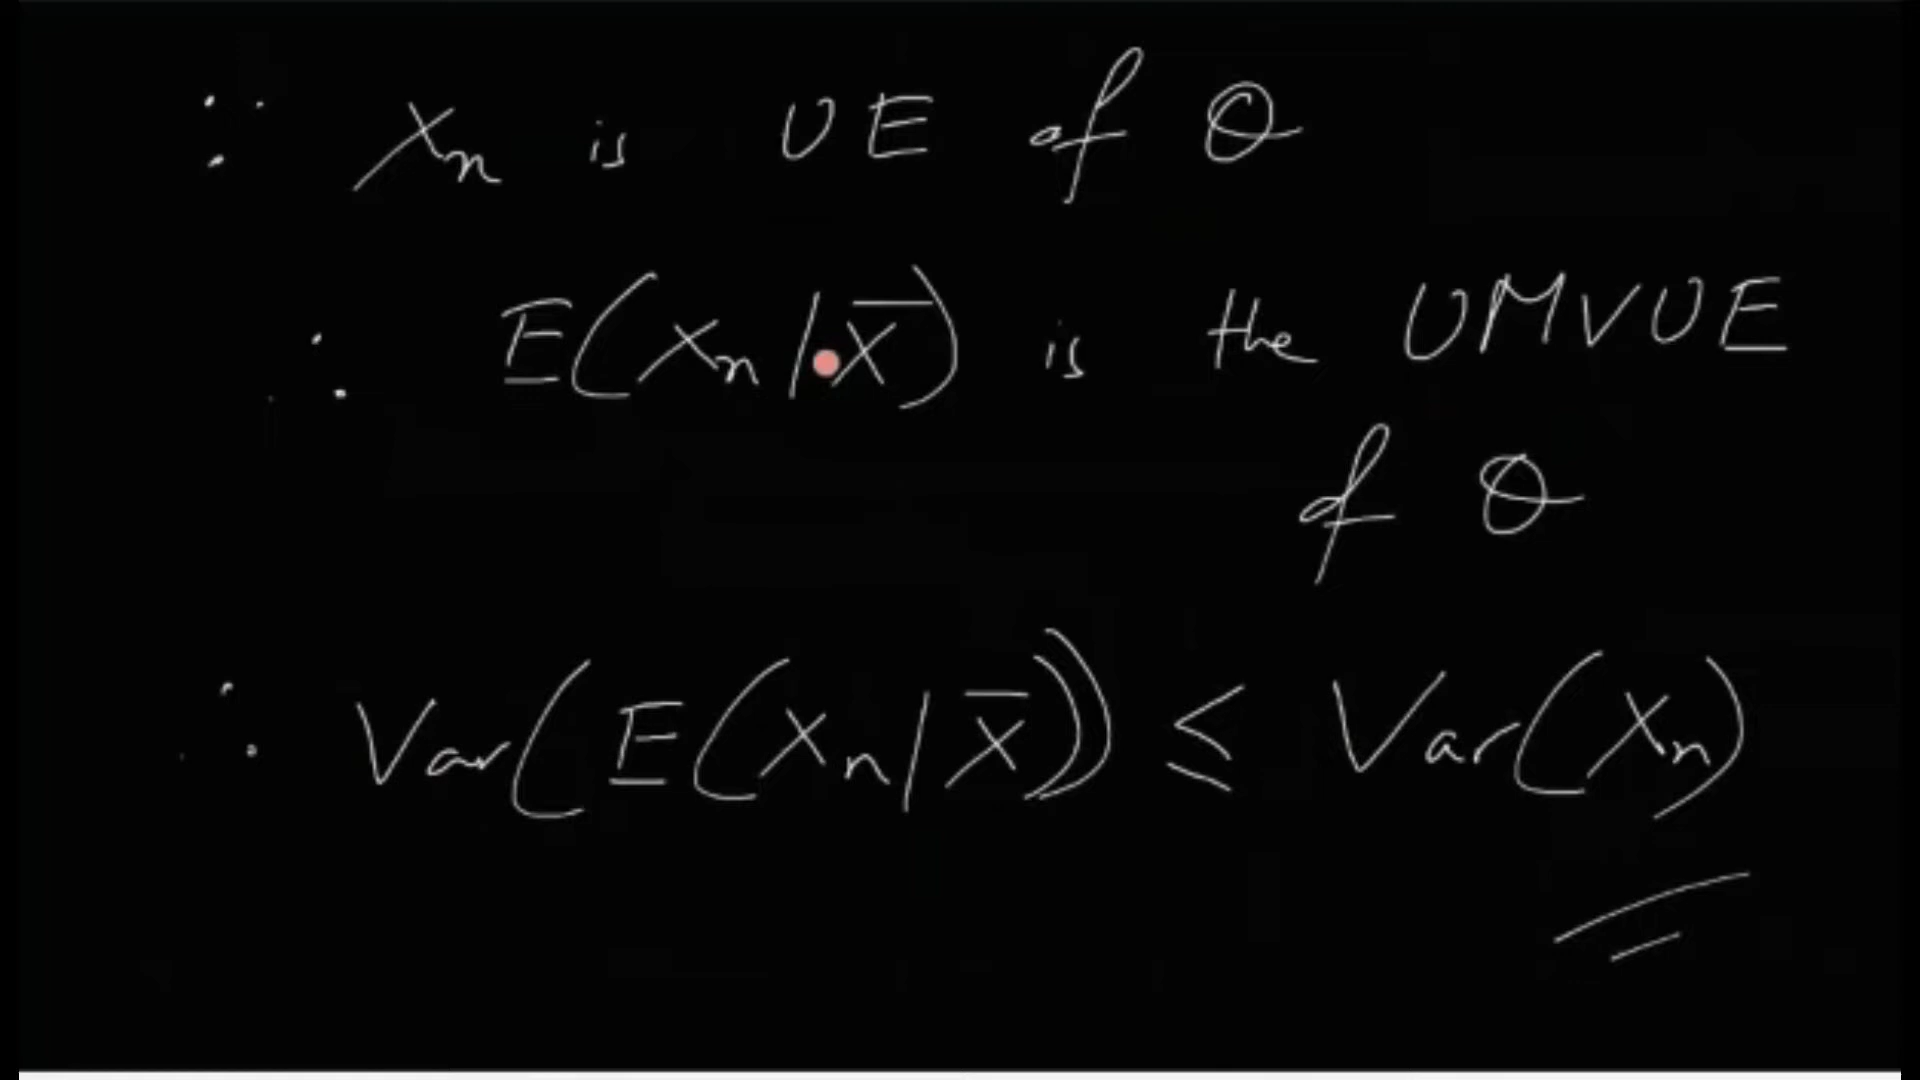 ∵ Xn is UE of θ
∴ E(Xn|X̅) is the UMVUE
of θ
∴ Var(E(Xn|X̅)) ≤ Var(Xn)